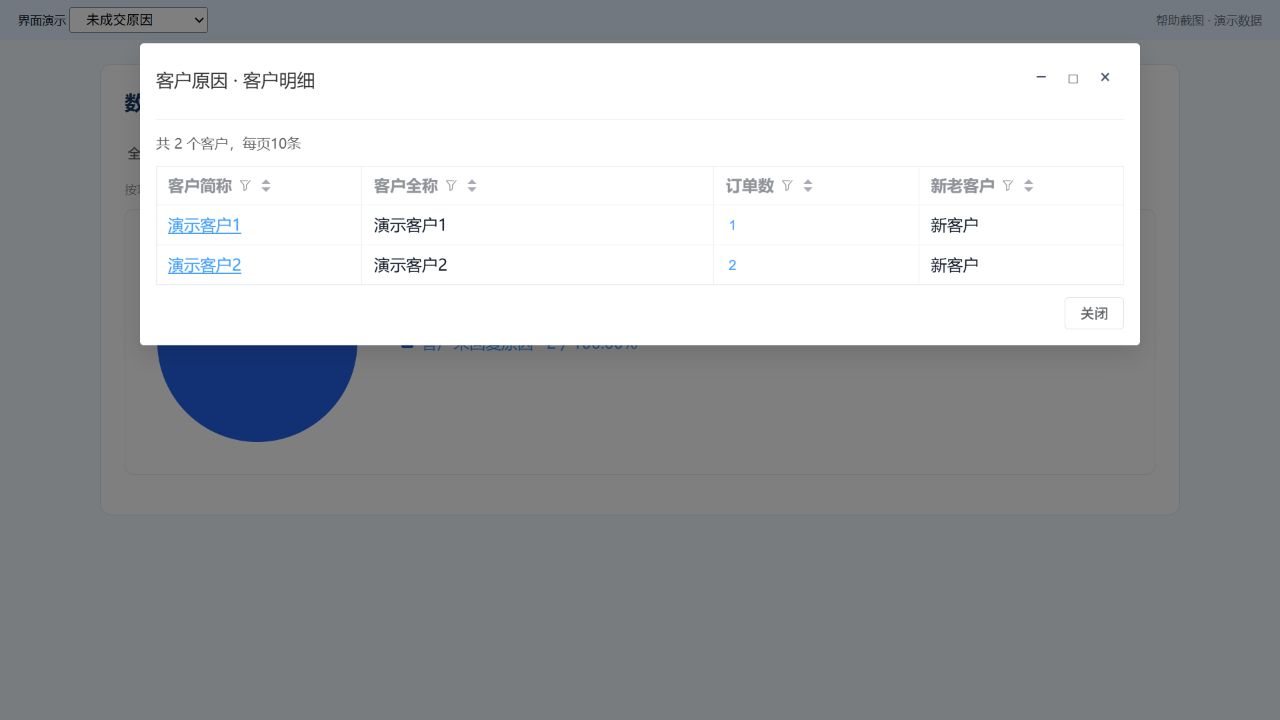 界面演示 未成交原因 帮助截图 · 演示数据
客户原因 · 客户明细
共 2 个客户，每页10条
客户简称 客户全称 订单数 新老客户
演示客户1 演示客户1 1 新客户
演示客户2 演示客户2 2 新客户
关闭
数
全
按